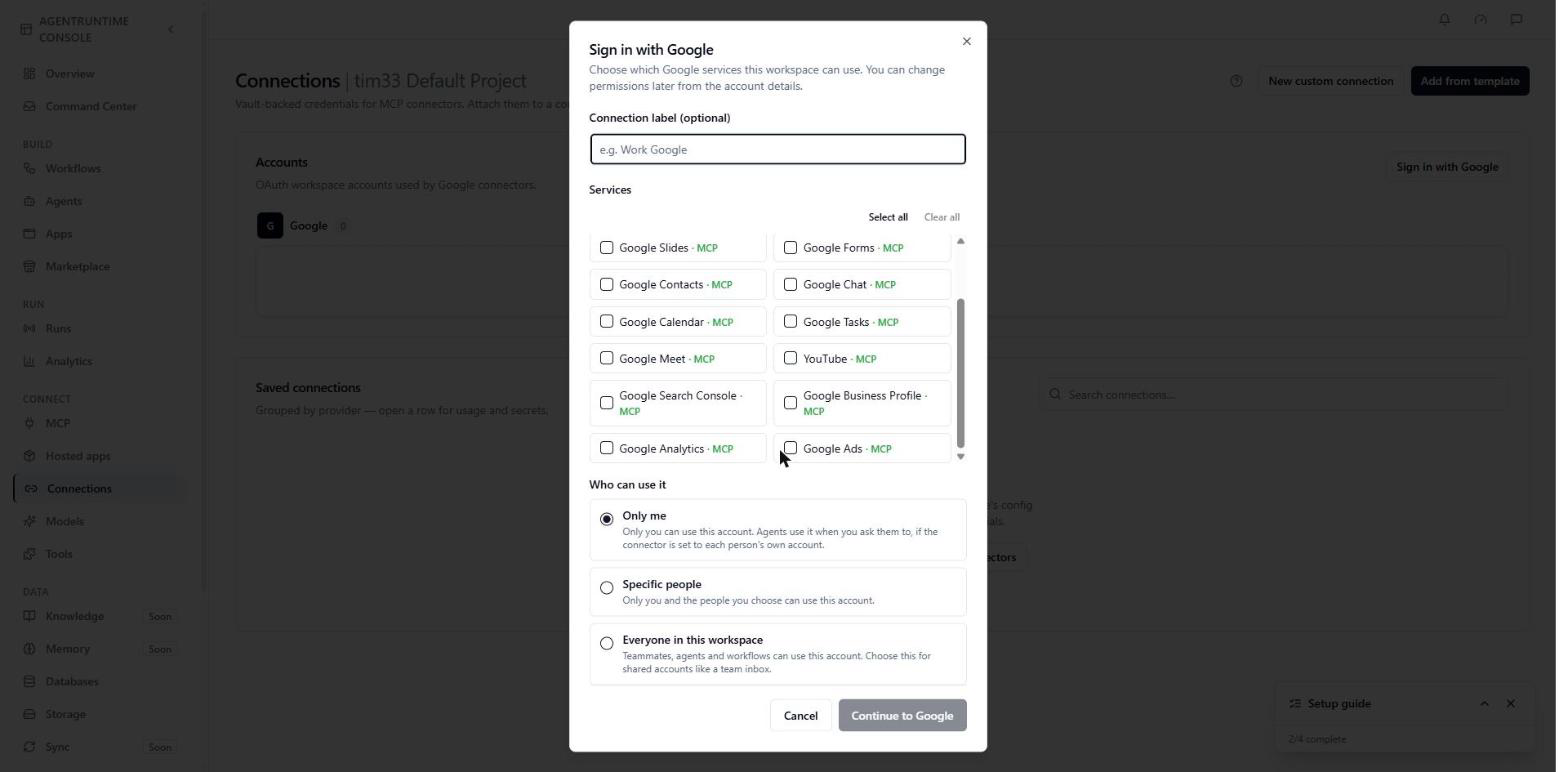 AGENTRUNTIME
CONSOLE
Overview
Command Center
BUILD
Workflows
Agents
Apps
Marketplace
RUN
Runs
Analytics
CONNECT
MCP
Hosted apps
Connections
Models
Tools
DATA
Knowledge Soon
Memory Soon
Databases
Storage
Sync Soon
Connections | tim33 Default Project
Vault-backed credentials for MCP connectors. Attach them to a co
New custom connection
Add from template
Accounts
OAuth workspace accounts used by Google connectors.
Sign in with Google
G Google 0
Saved connections
Grouped by provider — open a row for usage and secrets.
Search connections...
's config
ectors
Sign in with Google
Choose which Google services this workspace can use. You can change
permissions later from the account details.
Connection label (optional)
e.g. Work Google
Services
Select all Clear all
Google Slides · MCP
Google Forms · MCP
Google Contacts · MCP
Google Chat · MCP
Google Calendar · MCP
Google Tasks · MCP
Google Meet · MCP
YouTube · MCP
Google Search Console ·
MCP
Google Business Profile ·
MCP
Google Analytics · MCP
Google Ads · MCP
Who can use it
Only me
Only you can use this account. Agents use it when you ask them to, if the
connector is set to each person's own account.
Specific people
Only you and the people you choose can use this account.
Everyone in this workspace
Teammates, agents and workflows can use this account. Choose this for
shared accounts like a team inbox.
Cancel
Continue to Google
Setup guide
2/4 complete